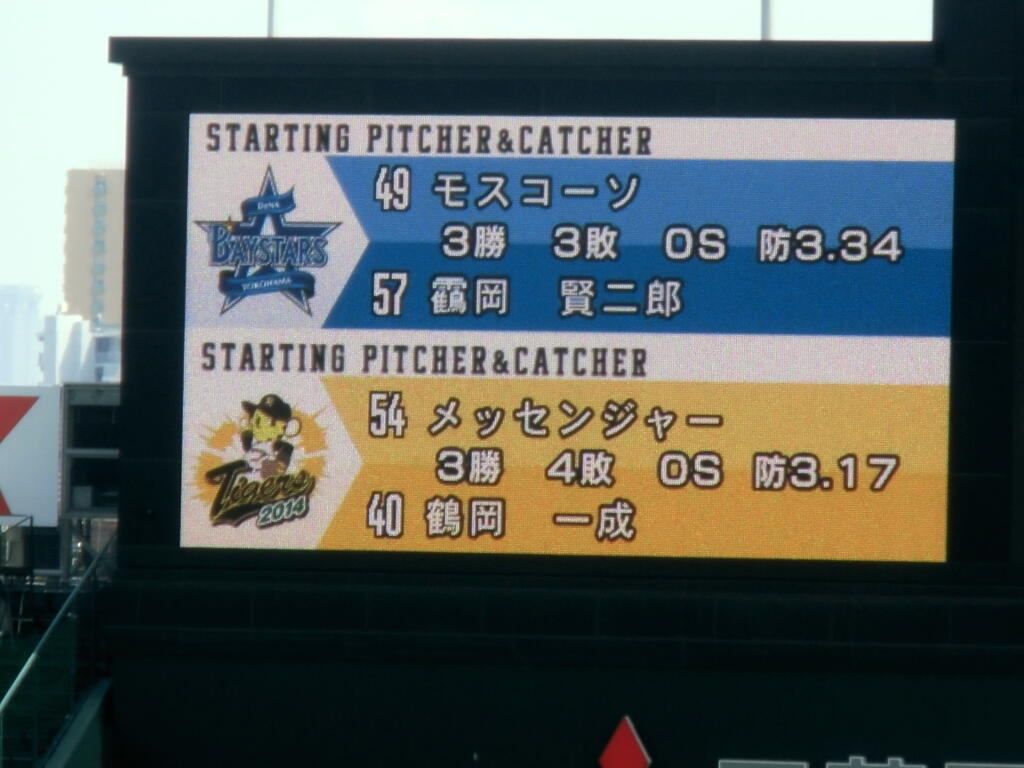 STARTING PITCHER&CATCHER
DeNA
BAYSTARS
YOKOHAMA
49 モスコーソ
3勝 3敗 0S 防3.34
57 靍岡 賢二郎
STARTING PITCHER&CATCHER
Tigers
2014
54 メッセンジャー
3勝 4敗 0S 防3.17
40 鶴岡 一成